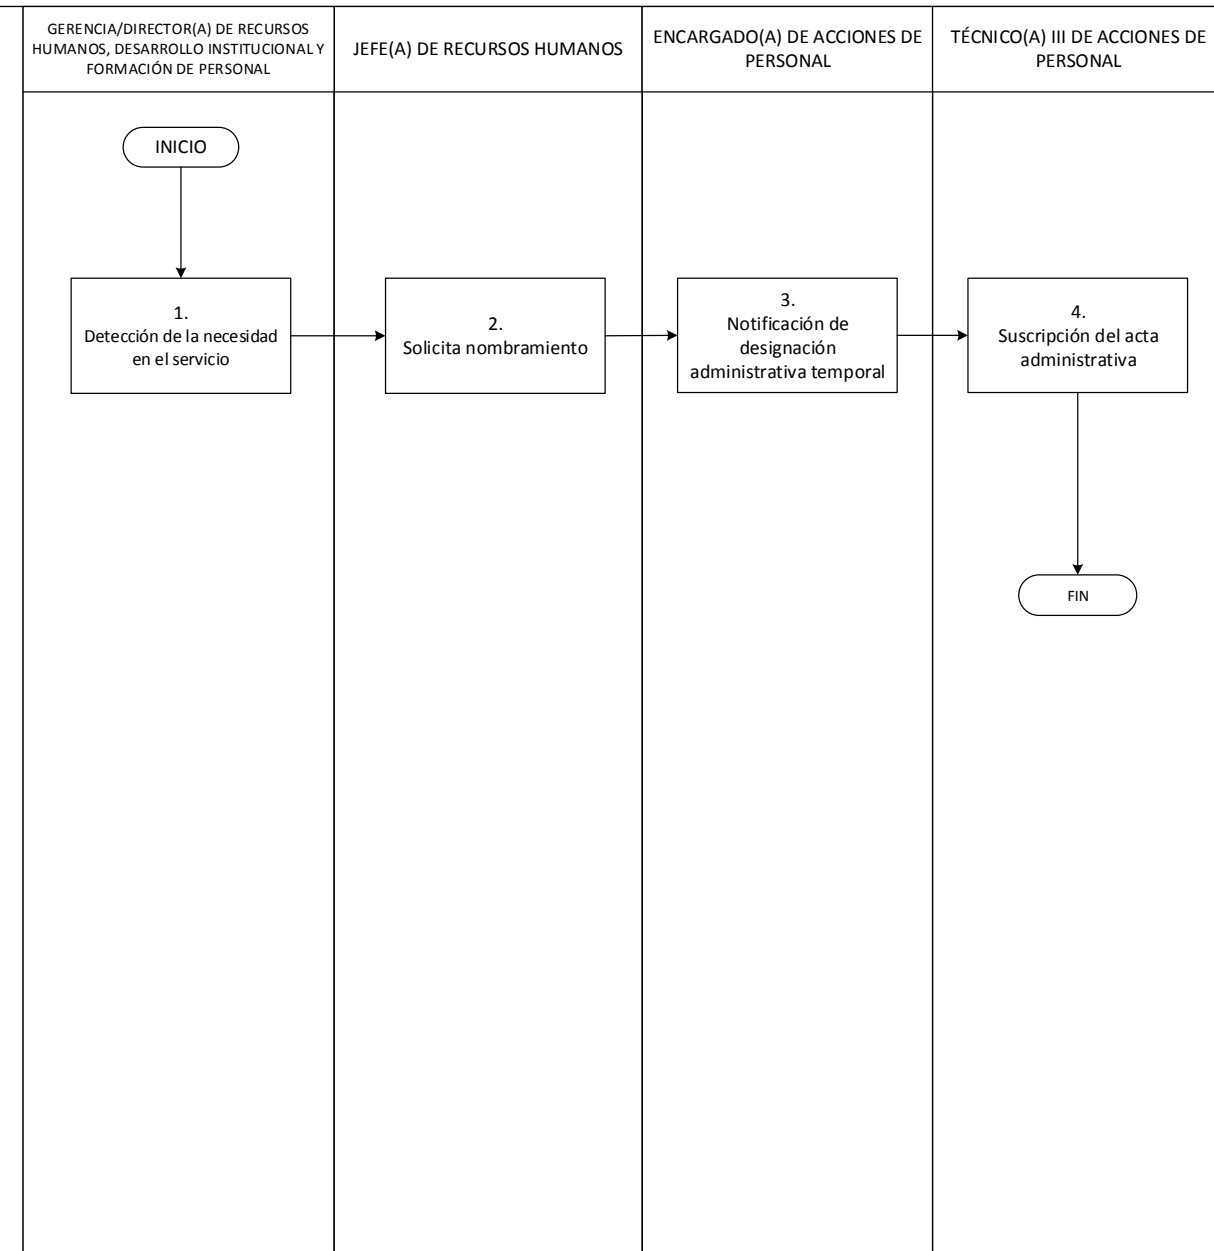 GERENCIA/DIRECTOR(A) DE RECURSOS
HUMANOS, DESARROLLO INSTITUCIONAL Y
FORMACIÓN DE PERSONAL
JEFE(A) DE RECURSOS HUMANOS
ENCARGADO(A) DE ACCIONES DE
PERSONAL
TÉCNICO(A) III DE ACCIONES DE
PERSONAL
INICIO
1.
Detección de la necesidad
en el servicio
2.
Solicita nombramiento
3.
Notificación de
designación
administrativa temporal
4.
Suscripción del acta
administrativa
FIN